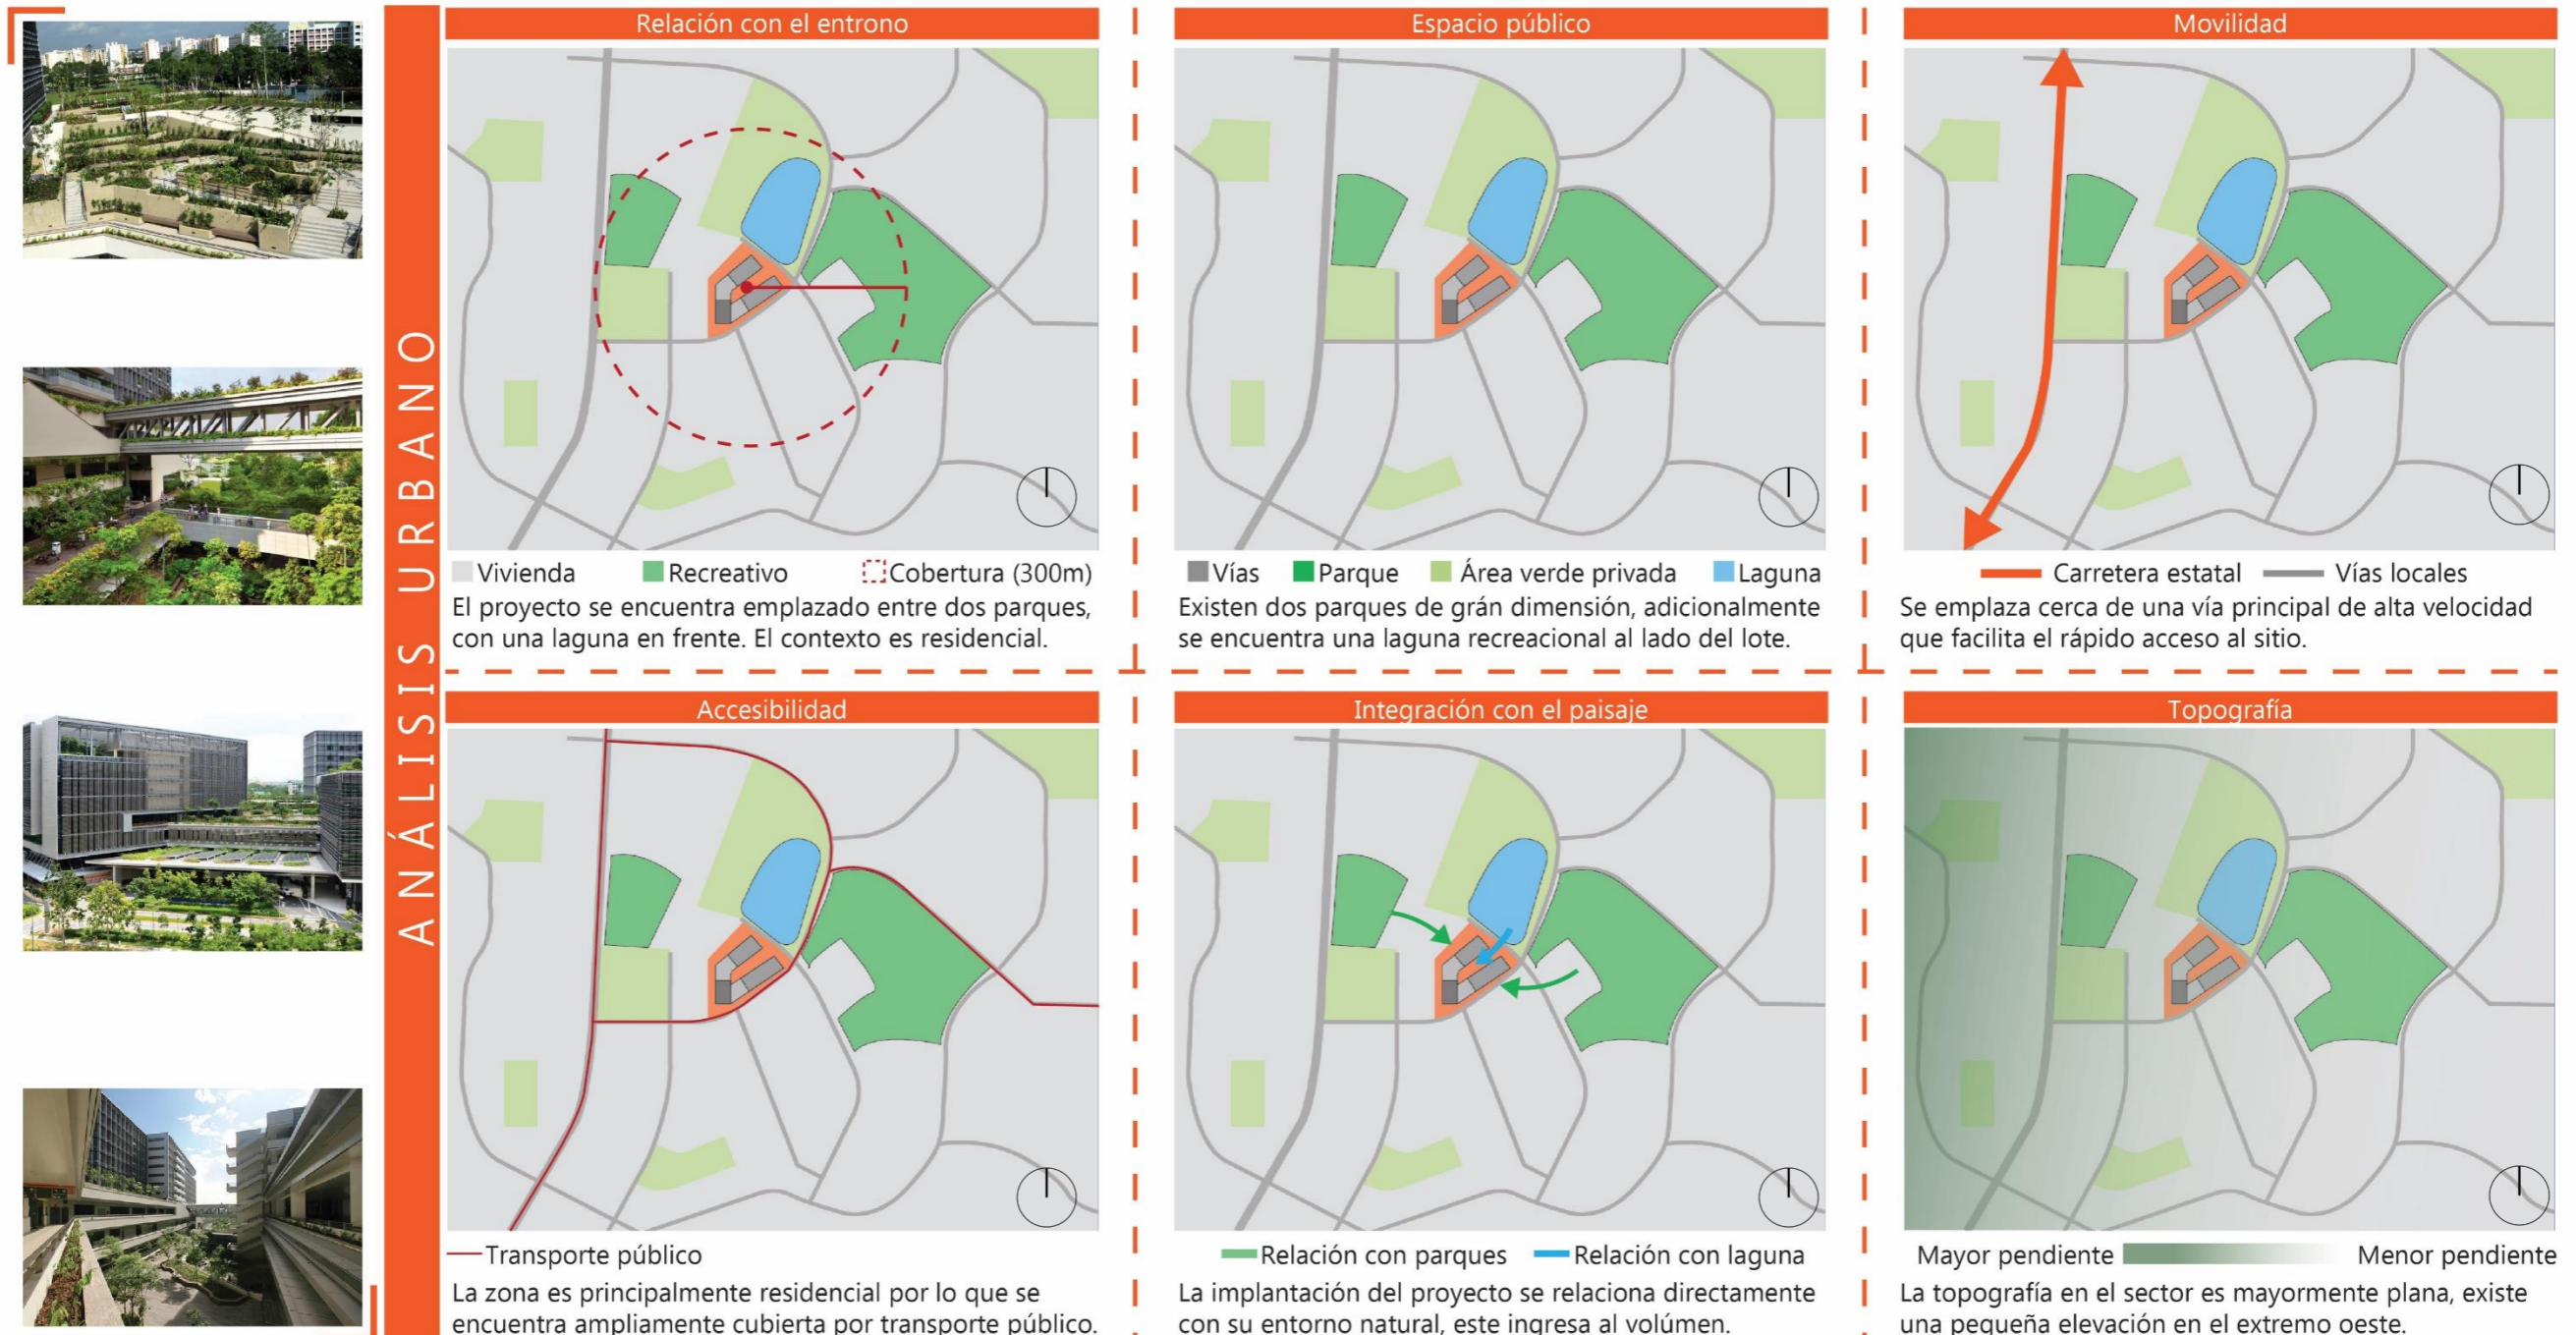 ANÁLISIS URBANO
Relación con el entrono
Vivienda
Recreativo
Cobertura (300m)
El proyecto se encuentra emplazado entre dos parques,
con una laguna en frente. El contexto es residencial.
Espacio público
Vías
Parque
Área verde privada
Laguna
Existen dos parques de grán dimensión, adicionalmente
se encuentra una laguna recreacional al lado del lote.
Movilidad
Carretera estatal
Vías locales
Se emplaza cerca de una vía principal de alta velocidad
que facilita el rápido acceso al sitio.
Accesibilidad
Transporte público
La zona es principalmente residencial por lo que se
encuentra ampliamente cubierta por transporte público.
Integración con el paisaje
Relación con parques
Relación con laguna
La implantación del proyecto se relaciona directamente
con su entorno natural, este ingresa al volúmen.
Topografía
Mayor pendiente
Menor pendiente
La topografía en el sector es mayormente plana, existe
una pequeña elevación en el extremo oeste.